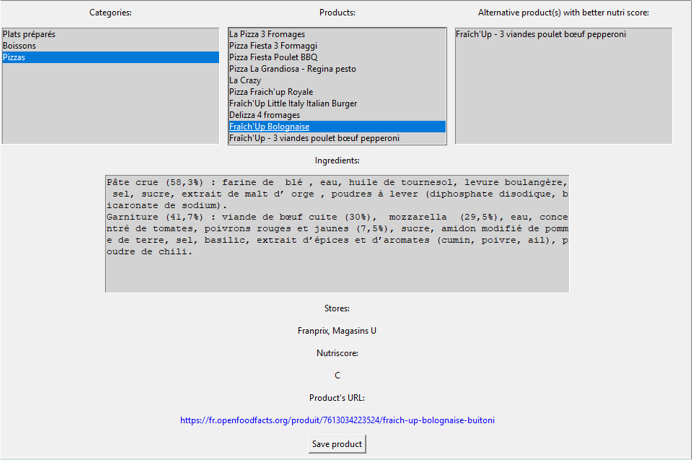 Categories:
Plats préparés
Boissons
Pizzas
Products:
La Pizza 3 Fromages
Pizza Fiesta 3 Formaggi
Pizza Fiesta Poulet BBQ
Pizza La Grandiosa - Regina pesto
La Crazy
Pizza Fraich'up Royale
Fraîch'Up Little Italy Italian Burger
Delizza 4 fromages
Fraîch'Up Bolognaise
Fraîch'Up - 3 viandes poulet bœuf pepperoni
Alternative product(s) with better nutri score:
Fraîch'Up - 3 viandes poulet bœuf pepperoni
Ingredients:
Pâte crue (58,3%) : farine de  blé , eau, huile de tournesol, levure boulangère,
 sel, sucre, extrait de malt d’ orge , poudres à lever (diphosphate disodique, b
icaronate de sodium).
Garniture (41,7%) : viande de bœuf cuite (30%),  mozzarella  (29,5%), eau, conce
ntré de tomates, poivrons rouges et jaunes (7,5%), sucre, amidon modifié de pomm
e de terre, sel, basilic, extrait d’épices et d’aromates (cumin, poivre, ail), p
oudre de chili.
Stores:
Franprix, Magasins U
Nutriscore:
C
Product's URL:
https://fr.openfoodfacts.org/produit/7613034223524/fraich-up-bolognaise-buitoni
Save product